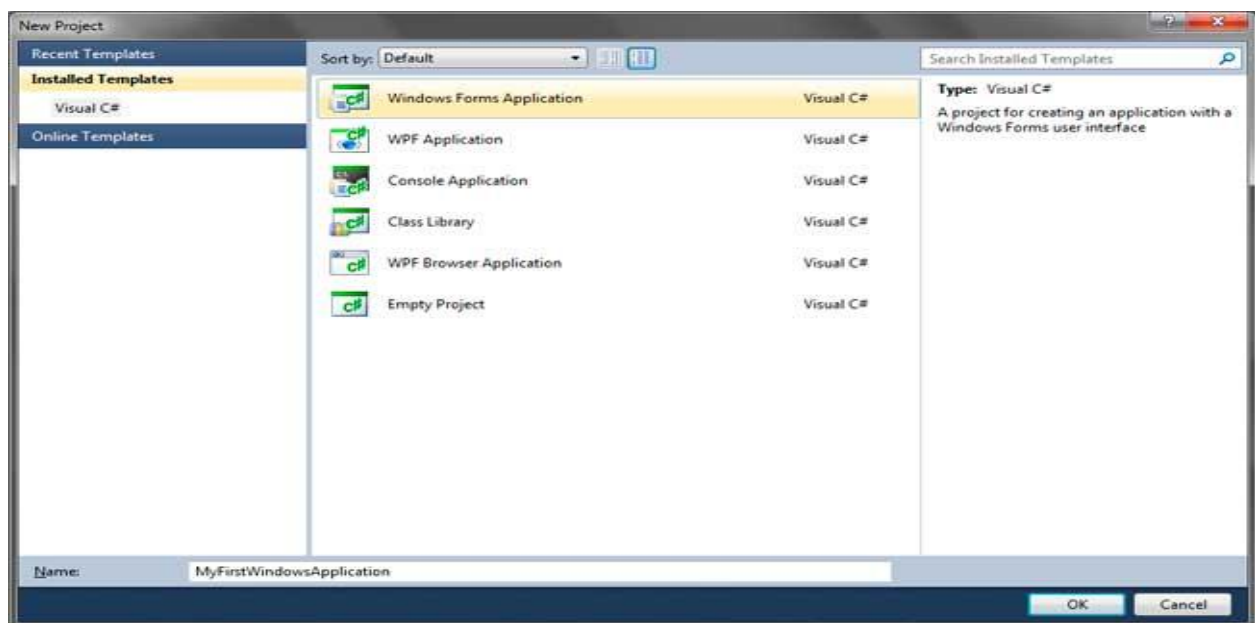 New Project
Recent Templates
Installed Templates
Visual C#
Online Templates
Sort by: Default
Windows Forms Application Visual C#
WPF Application Visual C#
Console Application Visual C#
Class Library Visual C#
WPF Browser Application Visual C#
Empty Project Visual C#
Search Installed Templates
Type: Visual C#
A project for creating an application with a
Windows Forms user interface
Name: MyFirstWindowsApplication
OK Cancel